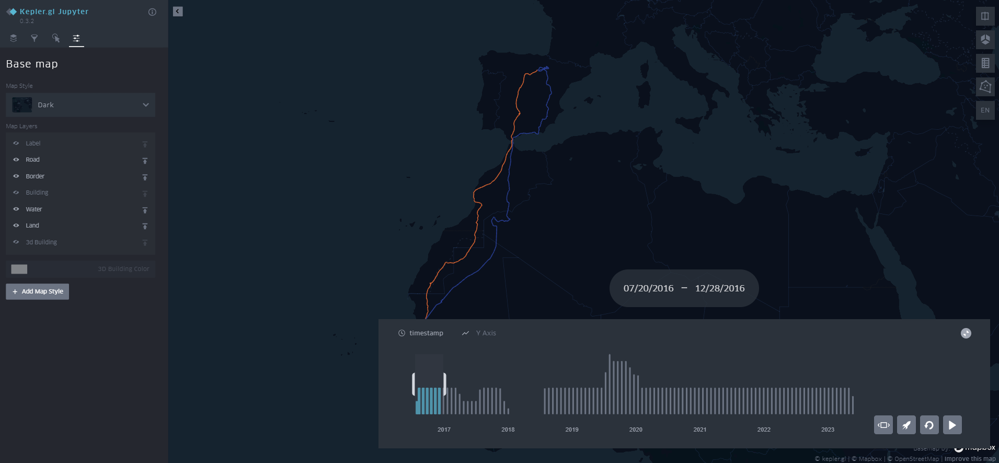 Kepler.gl Jupyter
0.3.2
Base map
Map Style
Dark
Map Layers
Label
Road
Border
Building
Water
Land
3d Building
3D Building Color
+ Add Map Style
EN
07/20/2016 – 12/28/2016
timestamp Y Axis
2017 2018 2019 2020 2021 2022 2023
Basemap by: mapbox
© kepler.gl | © Mapbox | © OpenStreetMap | Improve this map